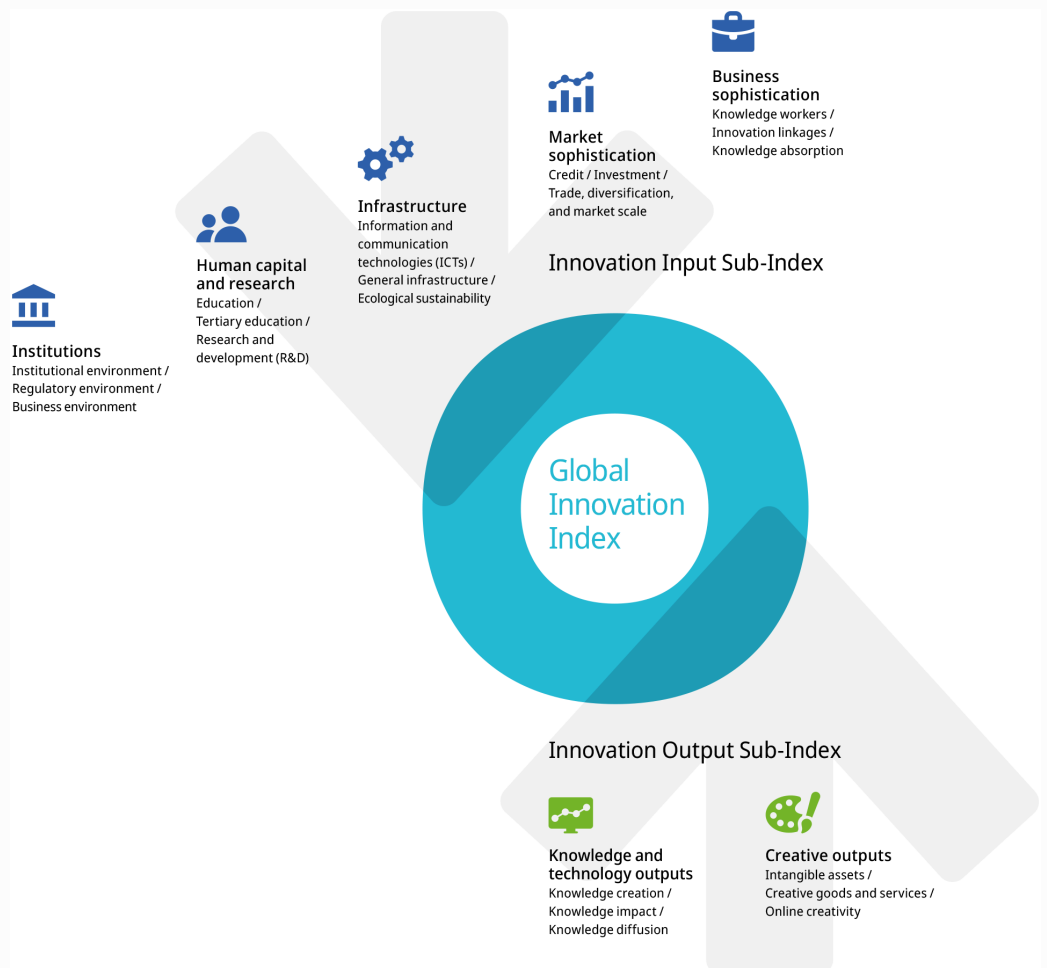 Business
sophistication
Knowledge workers /
Innovation linkages /
Knowledge absorption
Market
sophistication
Credit / Investment /
Trade, diversification,
and market scale
Infrastructure
Information and
communication
technologies (ICTs) /
General infrastructure /
Ecological sustainability
Human capital
and research
Education /
Tertiary education /
Research and
development (R&D)
Institutions
Institutional environment /
Regulatory environment /
Business environment
Innovation Input Sub-Index
Global
Innovation
Index
Innovation Output Sub-Index
Knowledge and
technology outputs
Knowledge creation /
Knowledge impact /
Knowledge diffusion
Creative outputs
Intangible assets /
Creative goods and services /
Online creativity